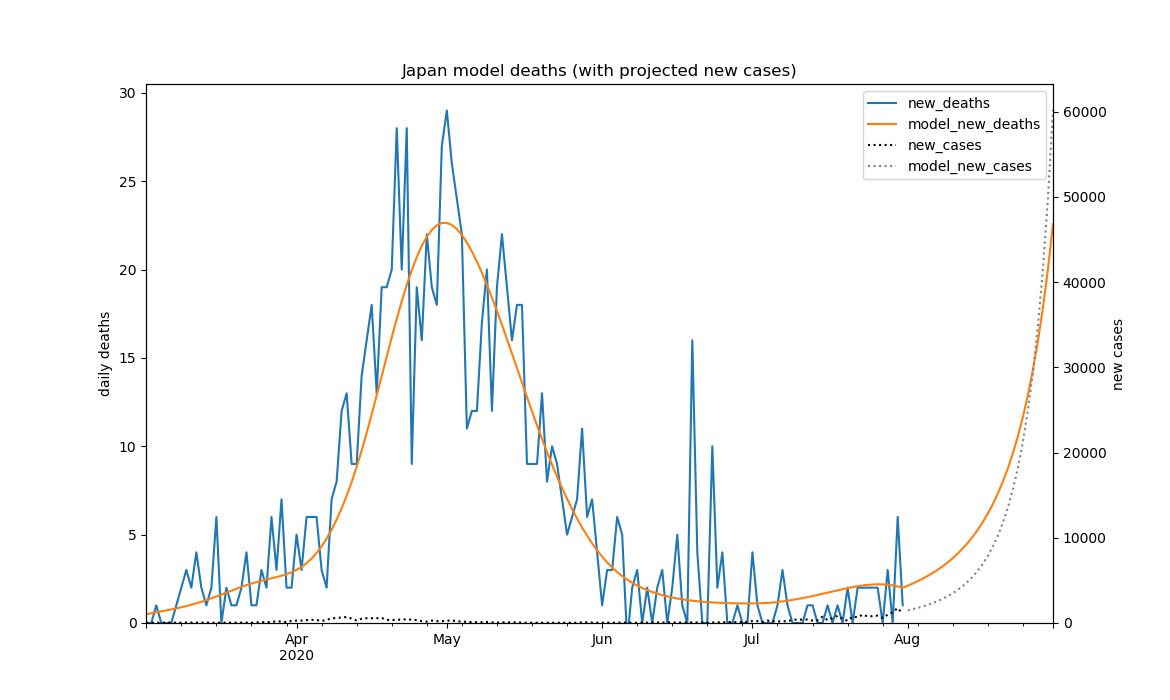 Japan model deaths (with projected new cases)
new_deaths
model_new_deaths
new_cases
model_new_cases
daily deaths
30
25
20
15
10
5
0
60000
50000
40000
30000
20000
10000
0
new cases
Apr
2020
May
Jun
Jul
Aug